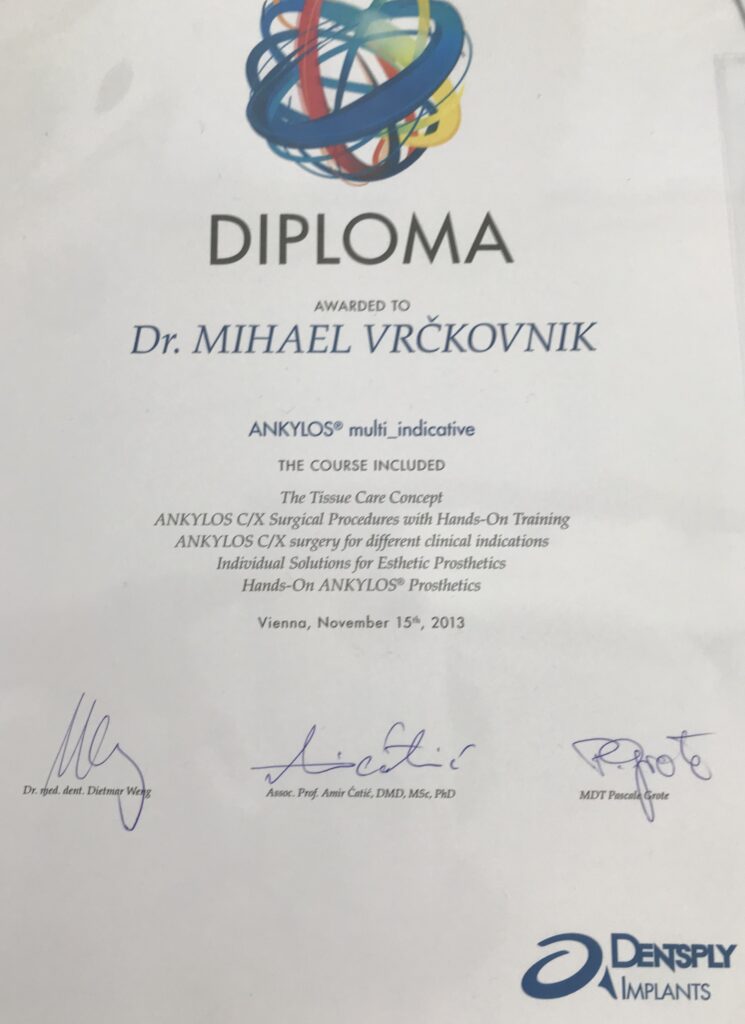 DIPLOMA
AWARDED TO
Dr. MIHAEL VRČKOVNIK
ANKYLOS® multi_indicative
THE COURSE INCLUDED
The Tissue Care Concept
ANKYLOS C/X Surgical Procedures with Hands-On Training
ANKYLOS C/X surgery for different clinical indications
Individual Solutions for Esthetic Prosthetics
Hands-On ANKYLOS® Prosthetics
Vienna, November 15th, 2013
P. Grote
Dr. med. dent. Dietmar Weng
Assoc. Prof. Amir Ćatić, DMD, MSc, PhD
MDT Pascale Grote
DENTSPLY
IMPLANTS